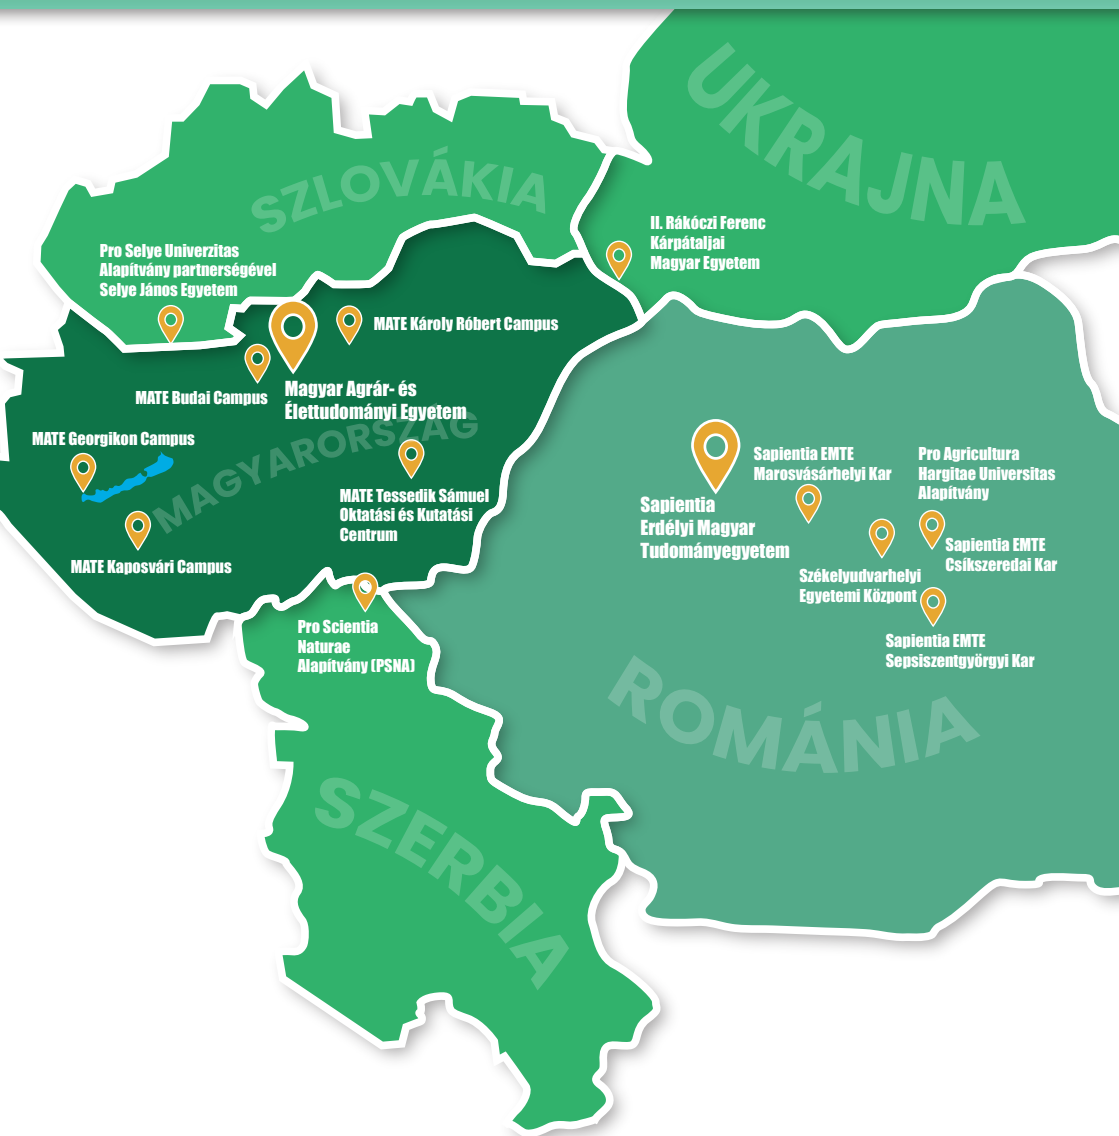 UKRAJNA
SZLOVÁKIA
II. Rákóczi Ferenc
Kárpátaljai
Magyar Egyetem
Pro Selye Univerzitas
Alapítvány partnerségével
Selye János Egyetem
MATE Károly Róbert Campus
MATE Budai Campus
Magyar Agrár- és
Élettudományi Egyetem
MATE Georgikon Campus
MAGYARORSZÁG
MATE Tessedik Sámuel
Oktatási és Kutatási
Centrum
MATE Kaposvári Campus
Sapientia EMTE
Marosvásárhelyi Kar
Pro Agricultura
Hargitae Universitas
Alapítvány
Sapientia
Erdélyi Magyar
Tudományegyetem
Sapientia EMTE
Csíkszeredai Kar
Székelyudvarhelyi
Egyetemi Központ
Sapientia EMTE
Sepsiszentgyörgyi Kar
Pro Scientia
Naturae
Alapítvány (PSNA)
ROMÁNIA
SZERBIA